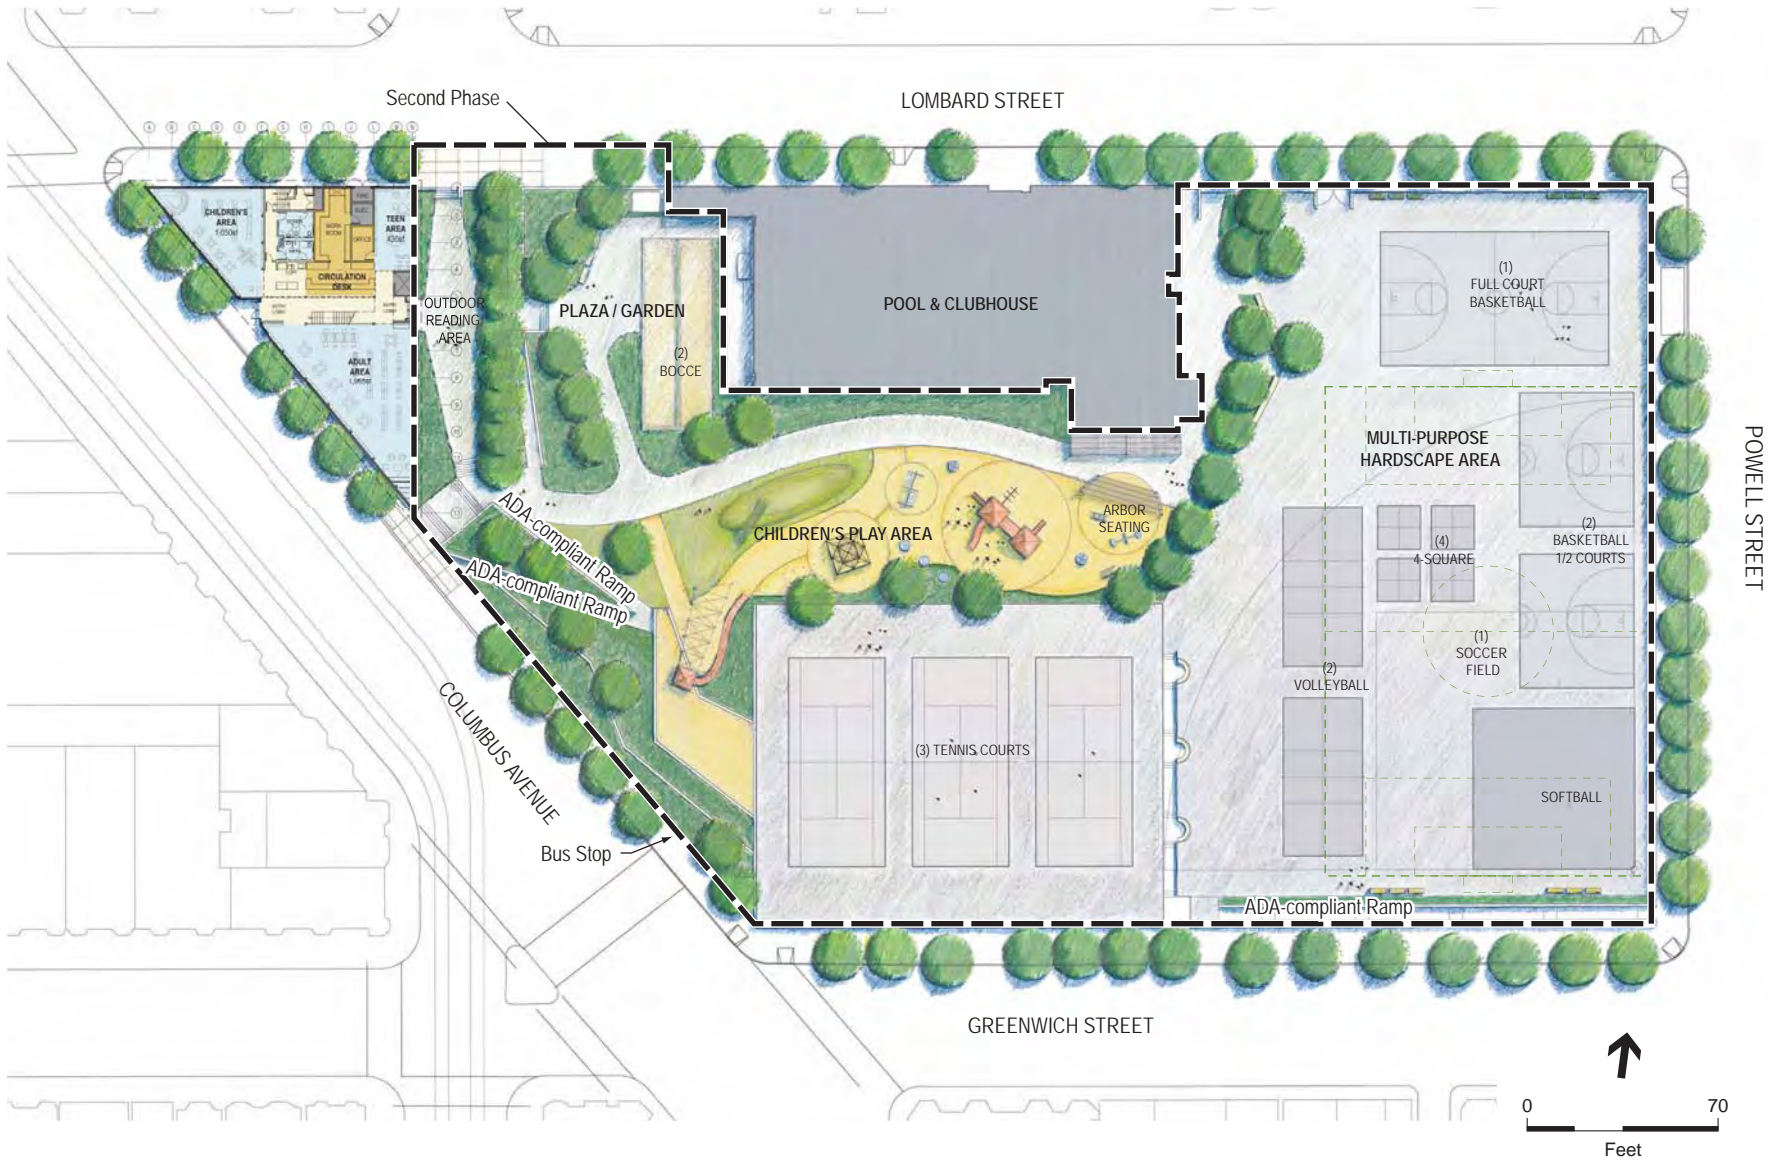 LOMBARD STREET
Second Phase
CHILDREN'S
AREA
TEEN
AREA
WORK
ROOM
OFFICE
CIRCULATION
DESK
ADULT
AREA
OUTDOOR
READING
AREA
PLAZA / GARDEN
(2)
BOCCE
POOL & CLUBHOUSE
(1)
FULL COURT
BASKETBALL
MULTI-PURPOSE
HARDSCAPE AREA
POWELL STREET
ADA-compliant Ramp
ADA-compliant Ramp
CHILDREN'S PLAY AREA
ARBOR
SEATING
(4)
4-SQUARE
(2)
BASKETBALL
1/2 COURTS
(1)
SOCCER
FIELD
(2)
VOLLEYBALL
COLUMBUS AVENUE
(3) TENNIS COURTS
SOFTBALL
Bus Stop
ADA-compliant Ramp
GREENWICH STREET
0 70
Feet